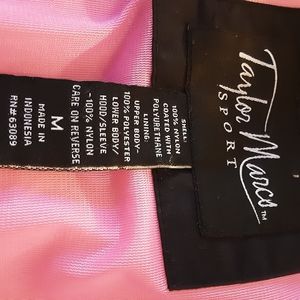 Taylor Marcs™
SPORT
SHELL:
100% NYLON
COATED WITH
POLYURETHANE
LINING:
UPPER BODY-
100% POLYESTER
LOWER BODY/
HOOD/SLEEVE
-100% NYLON
CARE ON REVERSE
M
MADE IN
INDONESIA
RN#63089